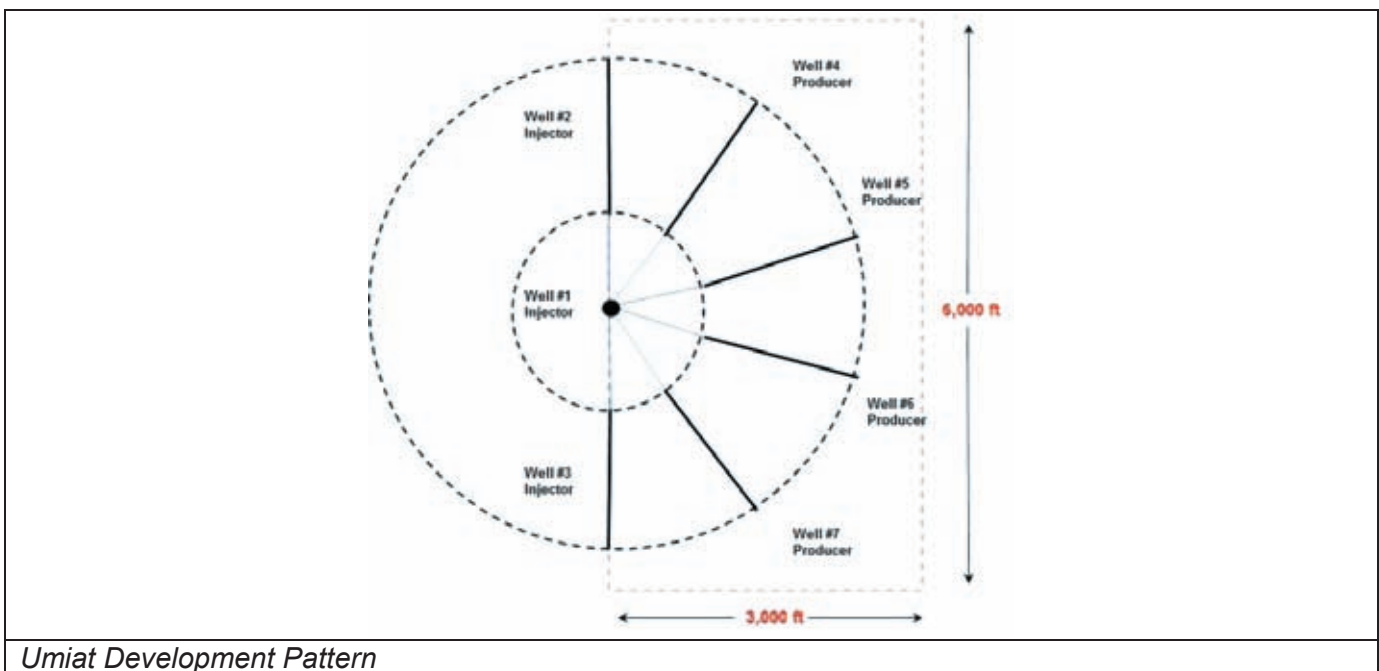 Well #4
Producer
Well #2
Injector
Well #5
Producer
Well #1
Injector
6,000 ft
Well #6
Producer
Well #3
Injector
Well #7
Producer
3,000 ft
Umiat Development Pattern